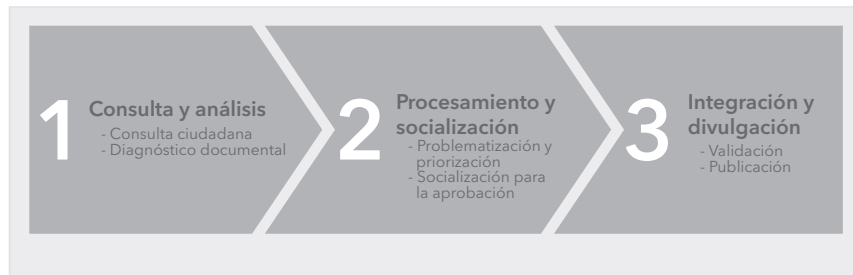 1
Consulta y análisis
- Consulta ciudadana
- Diagnóstico documental
2
Procesamiento y
socialización
- Problematización y
priorización
- Socialización para
la aprobación
3
Integración y
divulgación
- Validación
- Publicación